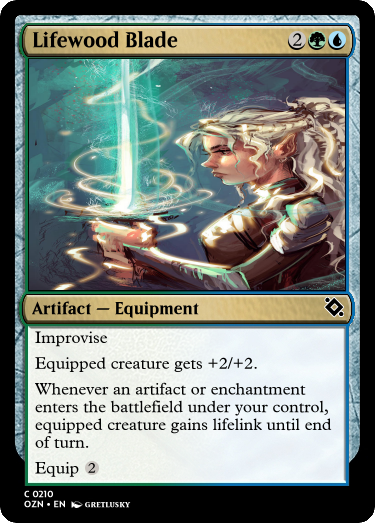 Lifewood Blade 2
Artifact — Equipment
Improvise
Equipped creature gets +2/+2.
Whenever an artifact or enchantment
enters the battlefield under your control,
equipped creature gains lifelink until end
of turn.
Equip 2
C 0210
OZN • EN GRETLUSKY